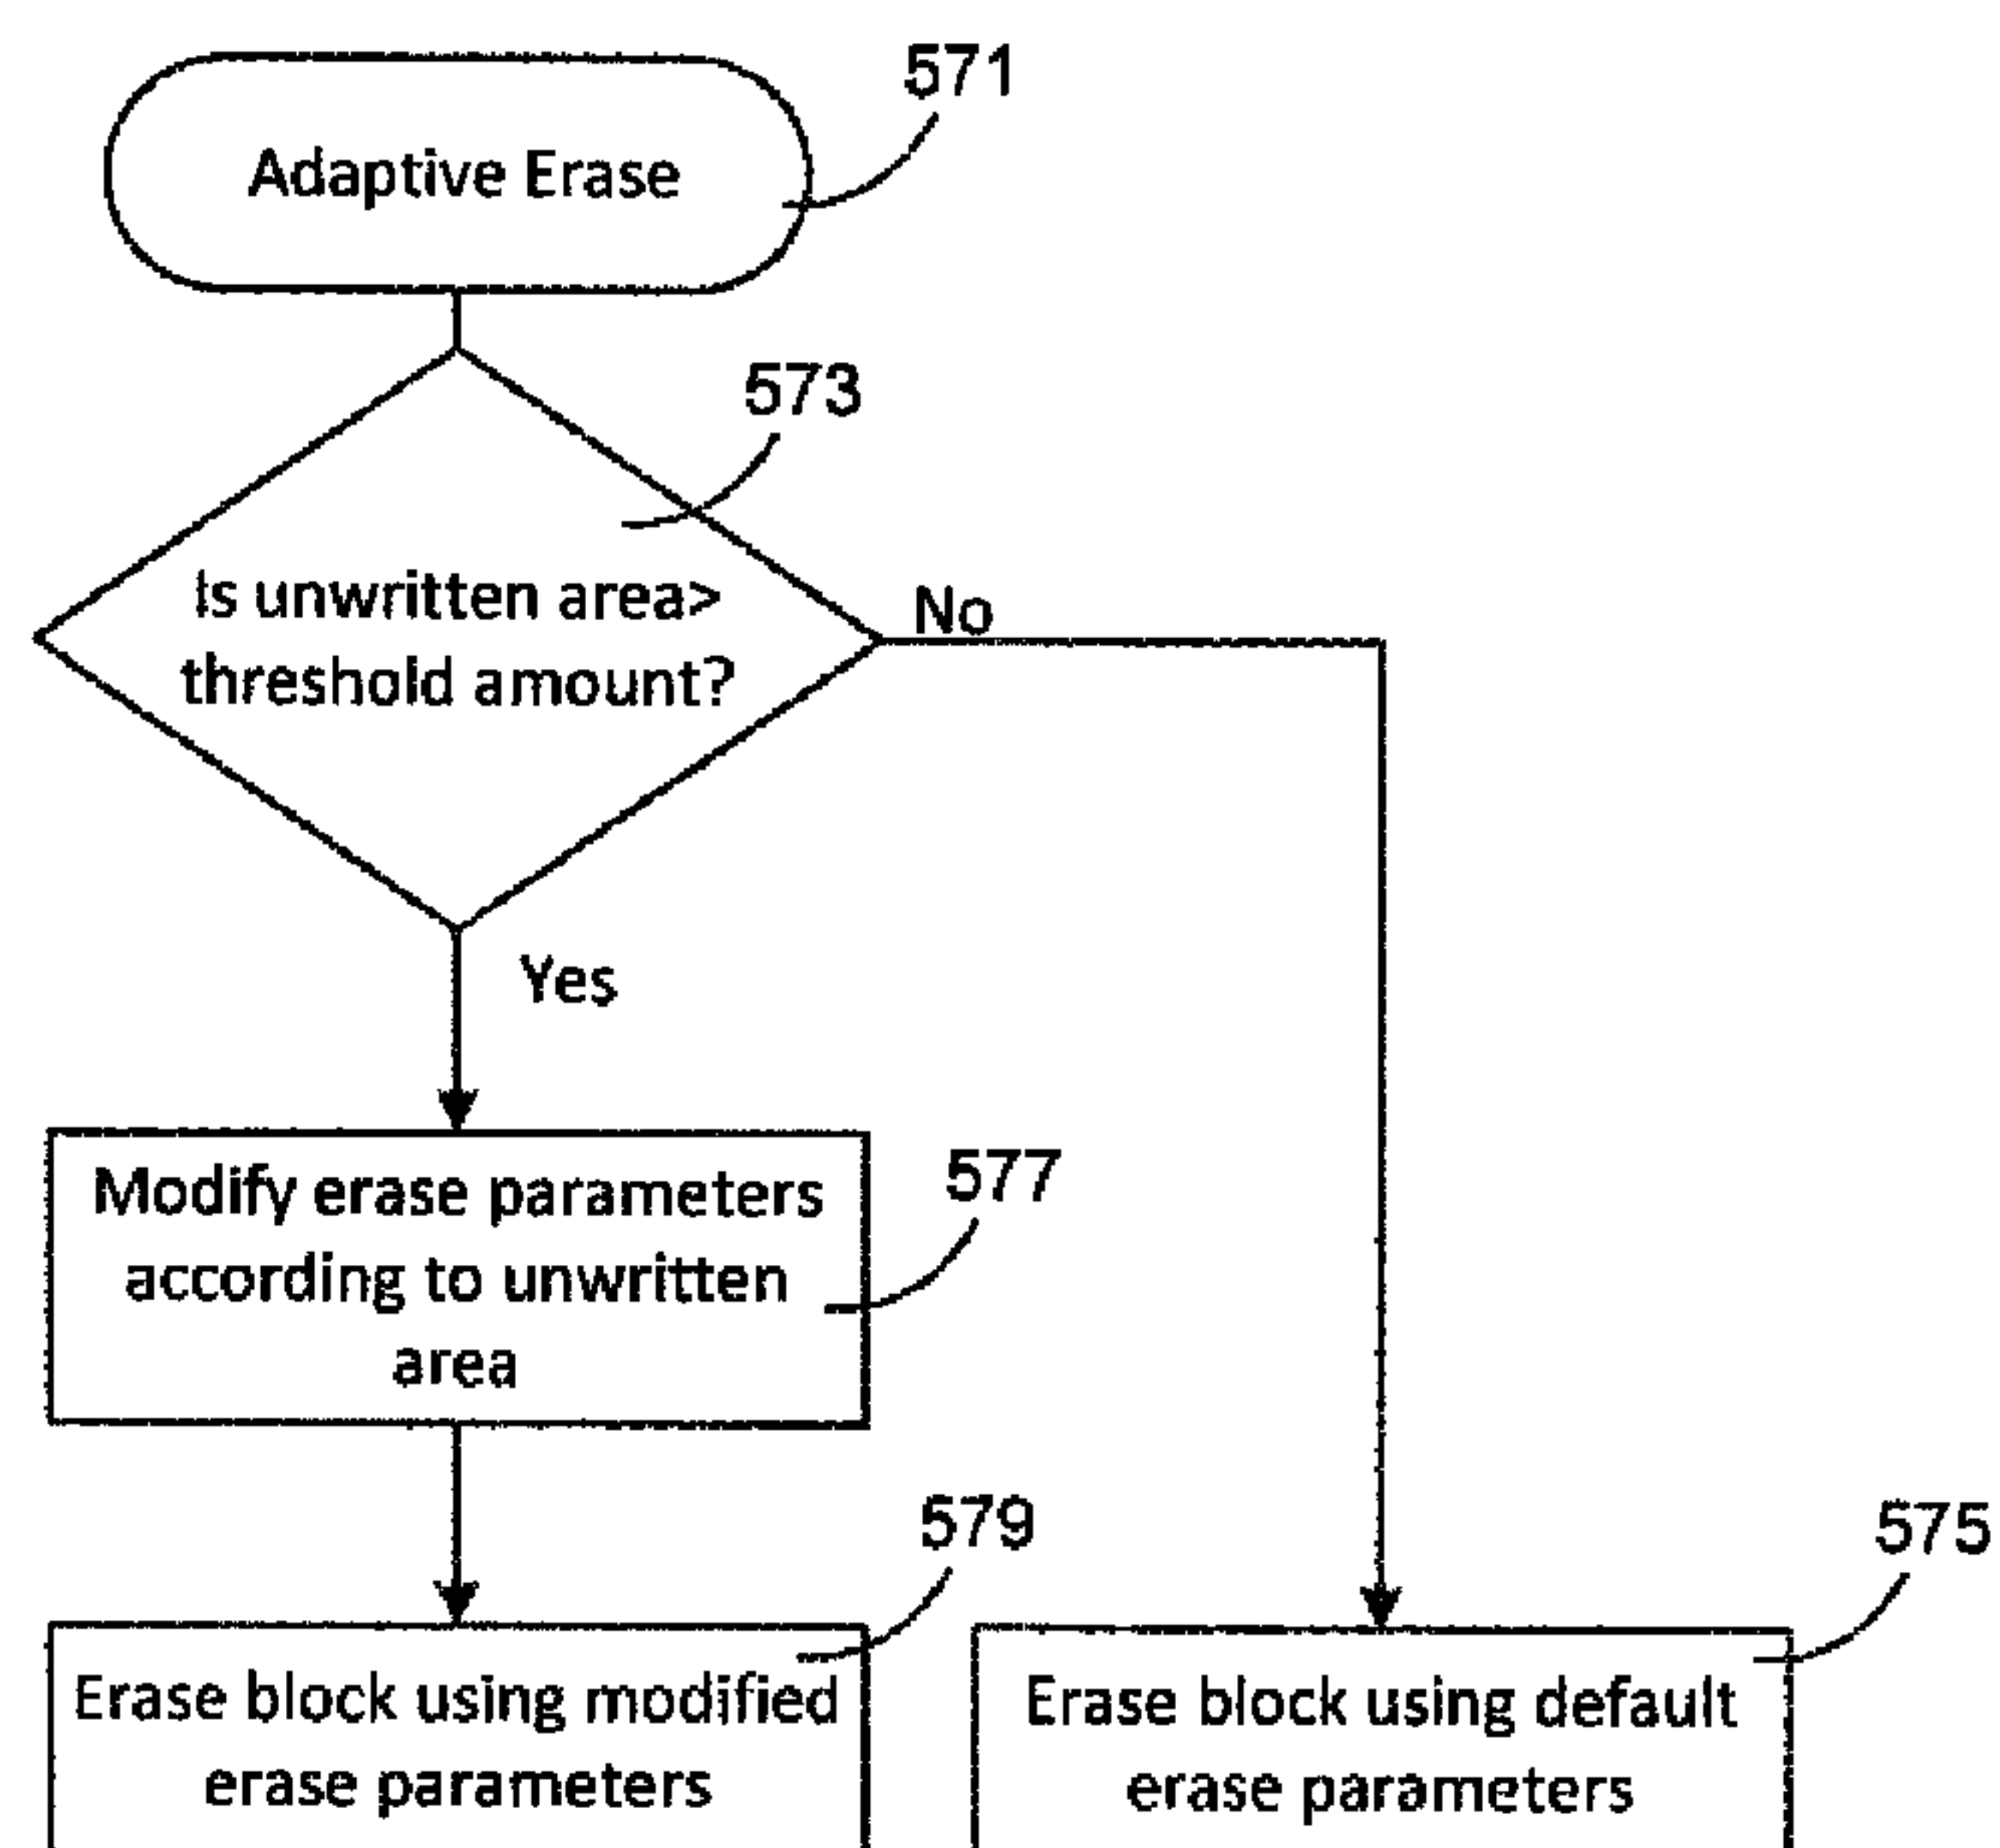 571
Adaptive Erase
573
Is unwritten area>
threshold amount?
No
Yes
Modify erase parameters
according to unwritten
area
577
579
575
Erase block using modified
erase parameters
Erase block using default
erase parameters